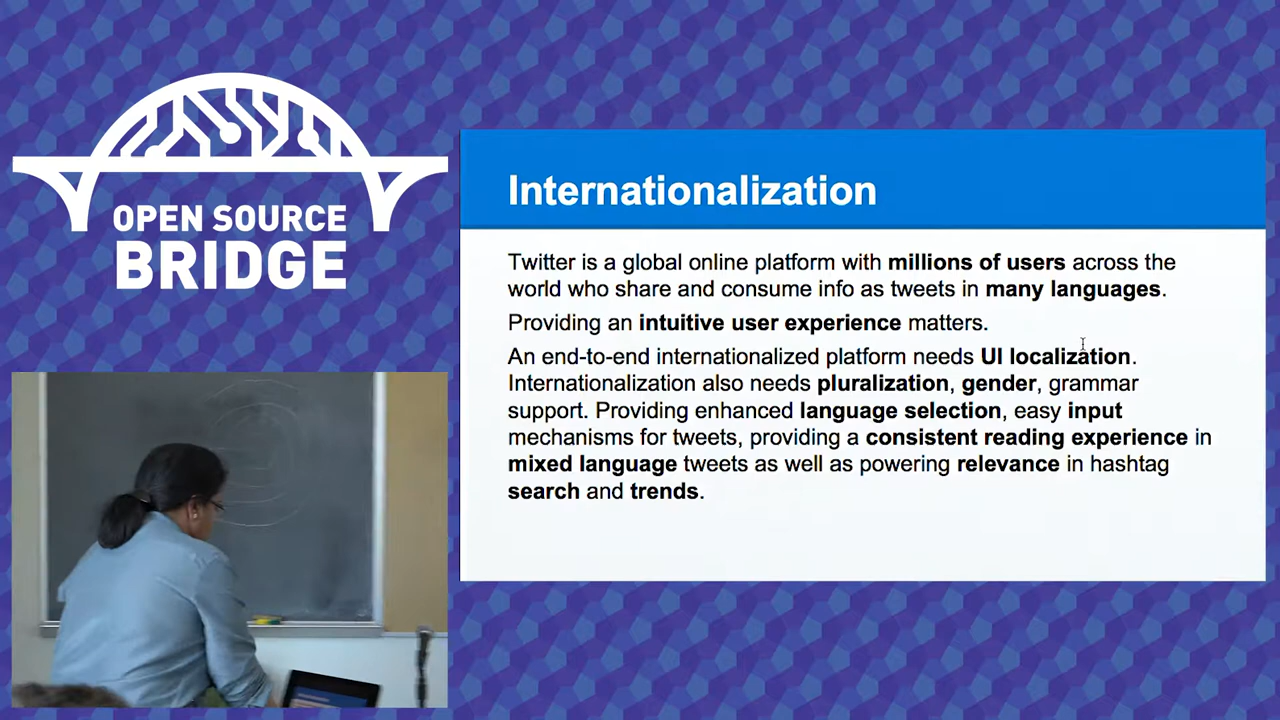 OPEN SOURCE
BRIDGE
Internationalization
Twitter is a global online platform with millions of users across the
world who share and consume info as tweets in many languages.
Providing an intuitive user experience matters.
An end-to-end internationalized platform needs UI localization.
Internationalization also needs pluralization, gender, grammar
support. Providing enhanced language selection, easy input
mechanisms for tweets, providing a consistent reading experience in
mixed language tweets as well as powering relevance in hashtag
search and trends.